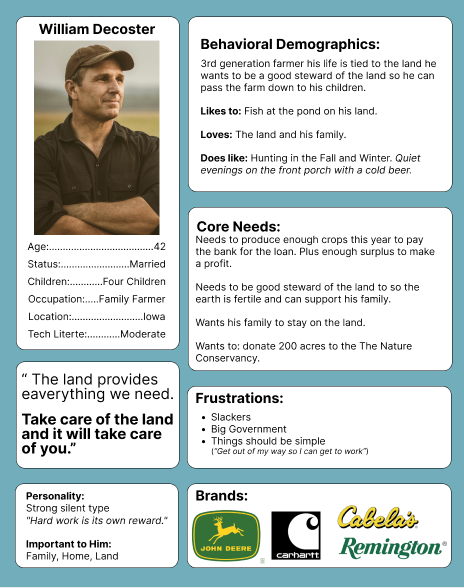 William Decoster
Age:......................................42
Status:.........................Married
Children:............Four Children
Occupation:.....Family Farmer
Location:..........................Iowa
Tech Literte:............Moderate
“ The land provides
eaverything we need.
Take care of the land
and it will take care
of you.”
Personality:
Strong silent type
"Hard work is its own reward."
Important to Him:
Family, Home, Land
Behavioral Demographics:
3rd generation farmer his life is tied to the land he
wants to be a good steward of the land so he can
pass the farm down to his children.
Likes to: Fish at the pond on his land.
Loves: The land and his family.
Does like: Hunting in the Fall and Winter. Quiet
evenings on the front porch with a cold beer.
Core Needs:
Needs to produce enough crops this year to pay
the bank for the loan. Plus enough surplus to make
a profit.
Needs to be good steward of the land to so the
earth is fertile and can support his family.
Wants his family to stay on the land.
Wants to: donate 200 acres to the The Nature
Conservancy.
Frustrations:
• Slackers
• Big Government
• Things should be simple
("Get out of my way so I can get to work")
Brands:
JOHN DEERE
carhartt
Cabela's
Remington®